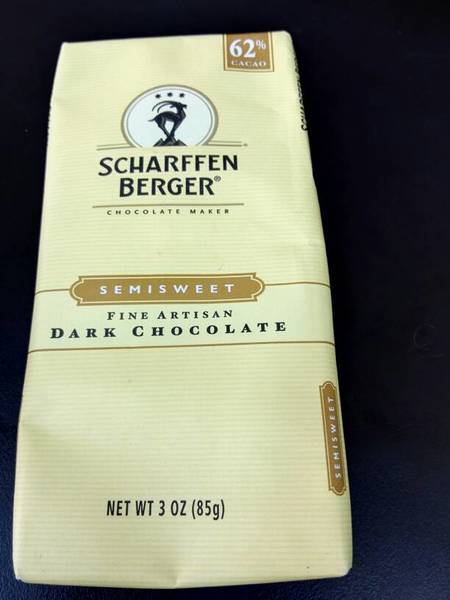 62%
CACAO
SCHARFFEN
BERGER®
CHOCOLATE MAKER
SEMISWEET
FINE ARTISAN
DARK CHOCOLATE
SEMISWEET
NET WT 3 OZ (85g)